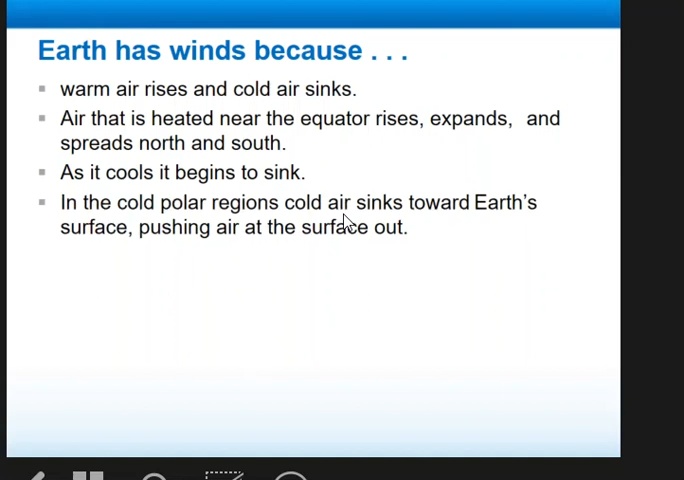 Earth has winds because . . .
warm air rises and cold air sinks.
Air that is heated near the equator rises, expands, and
spreads north and south.
As it cools it begins to sink.
In the cold polar regions cold air sinks toward Earth's
surface, pushing air at the surface out.